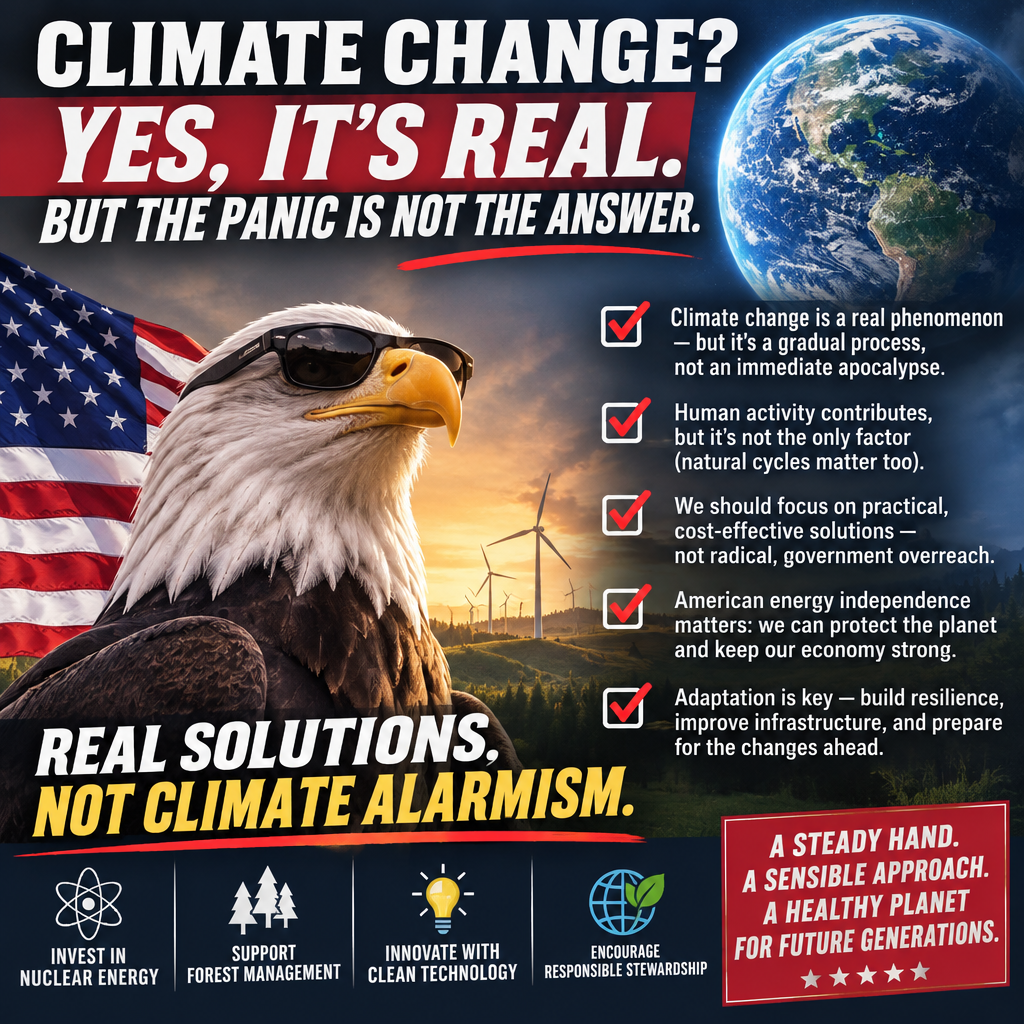 CLIMATE CHANGE?
YES, IT'S REAL.
BUT THE PANIC IS NOT THE ANSWER.
Climate change is a real phenomenon
— but it's a gradual process,
not an immediate apocalypse.
Human activity contributes,
but it's not the only factor
(natural cycles matter too).
We should focus on practical,
cost-effective solutions —
not radical, government overreach.
American energy independence
matters: we can protect the planet
and keep our economy strong.
Adaptation is key — build resilience,
improve infrastructure, and prepare
for the changes ahead.
REAL SOLUTIONS,
NOT CLIMATE ALARMISM.
INVEST IN
NUCLEAR ENERGY
SUPPORT
FOREST MANAGEMENT
INNOVATE WITH
CLEAN TECHNOLOGY
ENCOURAGE
RESPONSIBLE STEWARDSHIP
A STEADY HAND.
A SENSIBLE APPROACH.
A HEALTHY PLANET
FOR FUTURE GENERATIONS.